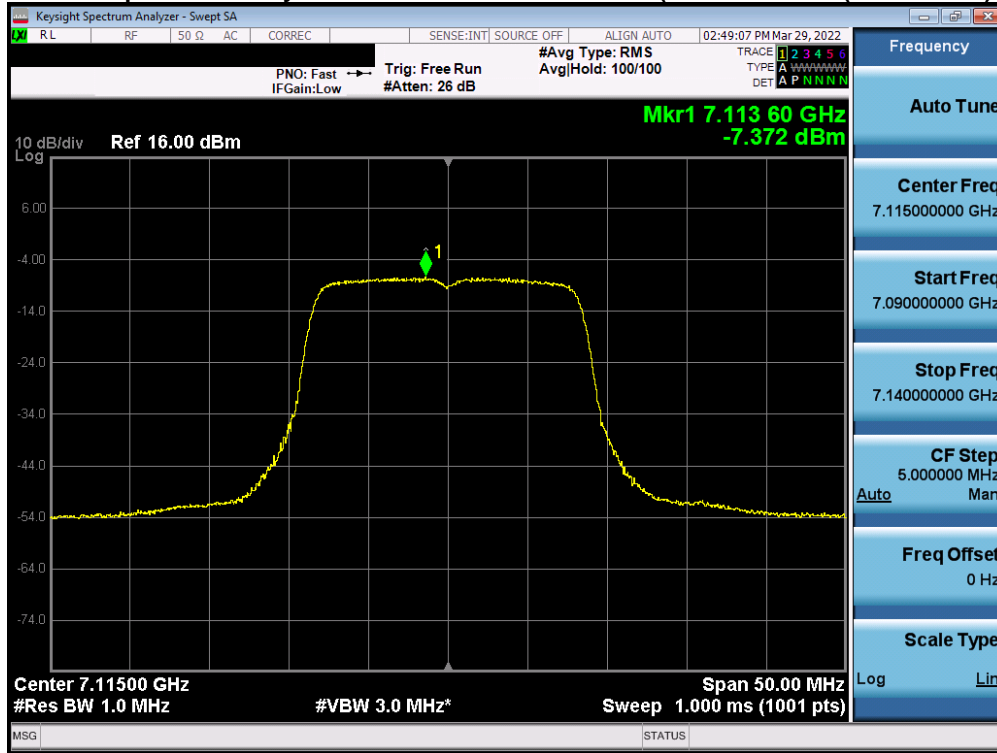 Keysight Spectrum Analyzer - Swept SA
LXI RL RF 50 Ω AC CORREC SENSE:INT SOURCE OFF ALIGN AUTO 02:49:07 PM Mar 29, 2022
#Avg Type: RMS TRACE 1 2 3 4 5 6
PNO: Fast Trig: Free Run Avg|Hold: 100/100 TYPE A WWWWW
IFGain:Low #Atten: 26 dB DET A P N N N N
Mkr1 7.113 60 GHz
-7.372 dBm
10 dB/div Ref 16.00 dBm
Log
1
6.00
-4.00
-14.0
-24.0
-34.0
-44.0
-54.0
-64.0
-74.0
Center 7.11500 GHz Span 50.00 MHz
#Res BW 1.0 MHz #VBW 3.0 MHz* Sweep 1.000 ms (1001 pts)
MSG STATUS
Frequency
Auto Tune
Center Freq
7.115000000 GHz
Start Freq
7.090000000 GHz
Stop Freq
7.140000000 GHz
CF Step
5.000000 MHz
Auto Man
Freq Offset
0 Hz
Scale Type
Log Lin